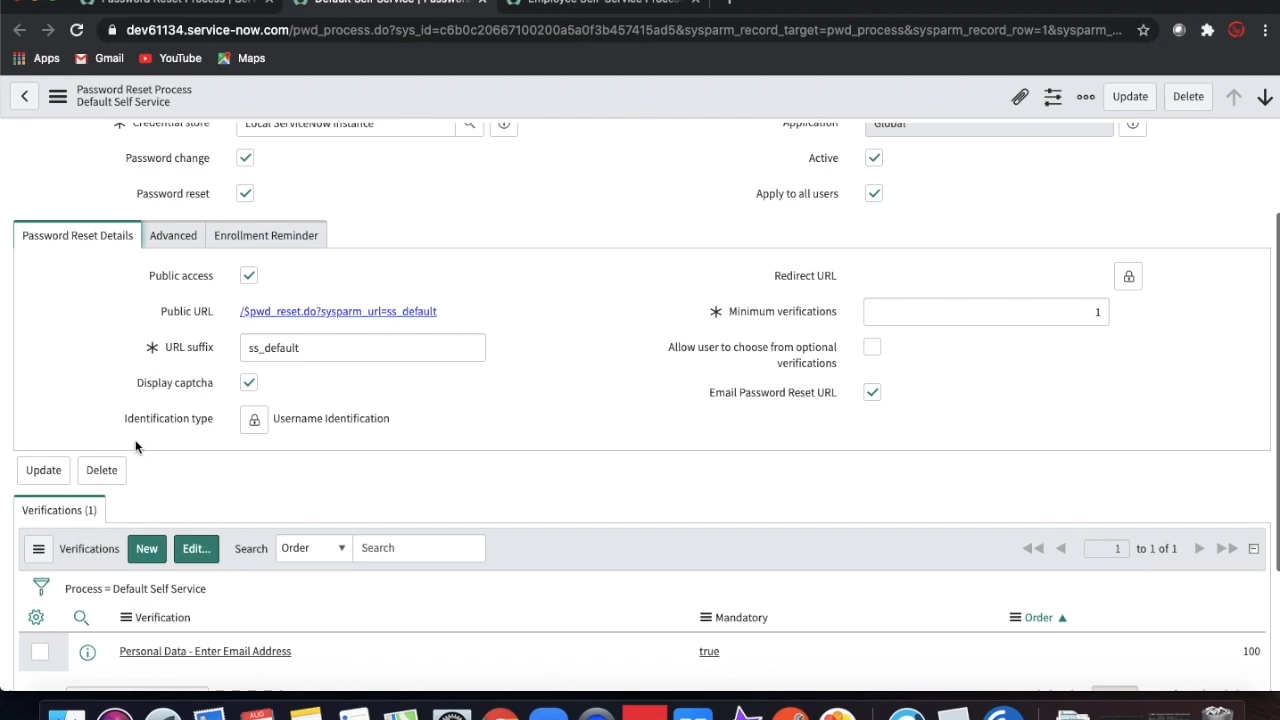 Password Reset Process | Se
Default Self Service | Passwo
Employee Self Service Process
dev61134.service-now.com/pwd_process.do?sys_id=c6b0c20667100200a5a0f3b457415ad5&sysparm_record_target=pwd_process&sysparm_record_row=1&sysparm_...
Apps Gmail YouTube Maps
Password Reset Process
Default Self Service
Update Delete
Credential store Local ServiceNow Instance Application Global
Password change Active
Password reset Apply to all users
Password Reset Details Advanced Enrollment Reminder
Public access Redirect URL
Public URL /$pwd_reset.do?sysparm_url=ss_default Minimum verifications 1
URL suffix ss_default Allow user to choose from optional
verifications
Display captcha Email Password Reset URL
Identification type Username Identification
Update Delete
Verifications (1)
Verifications New Edit... Search Order Search 1 to 1 of 1
Process = Default Self Service
Verification Mandatory Order
Personal Data - Enter Email Address true 100
AUG